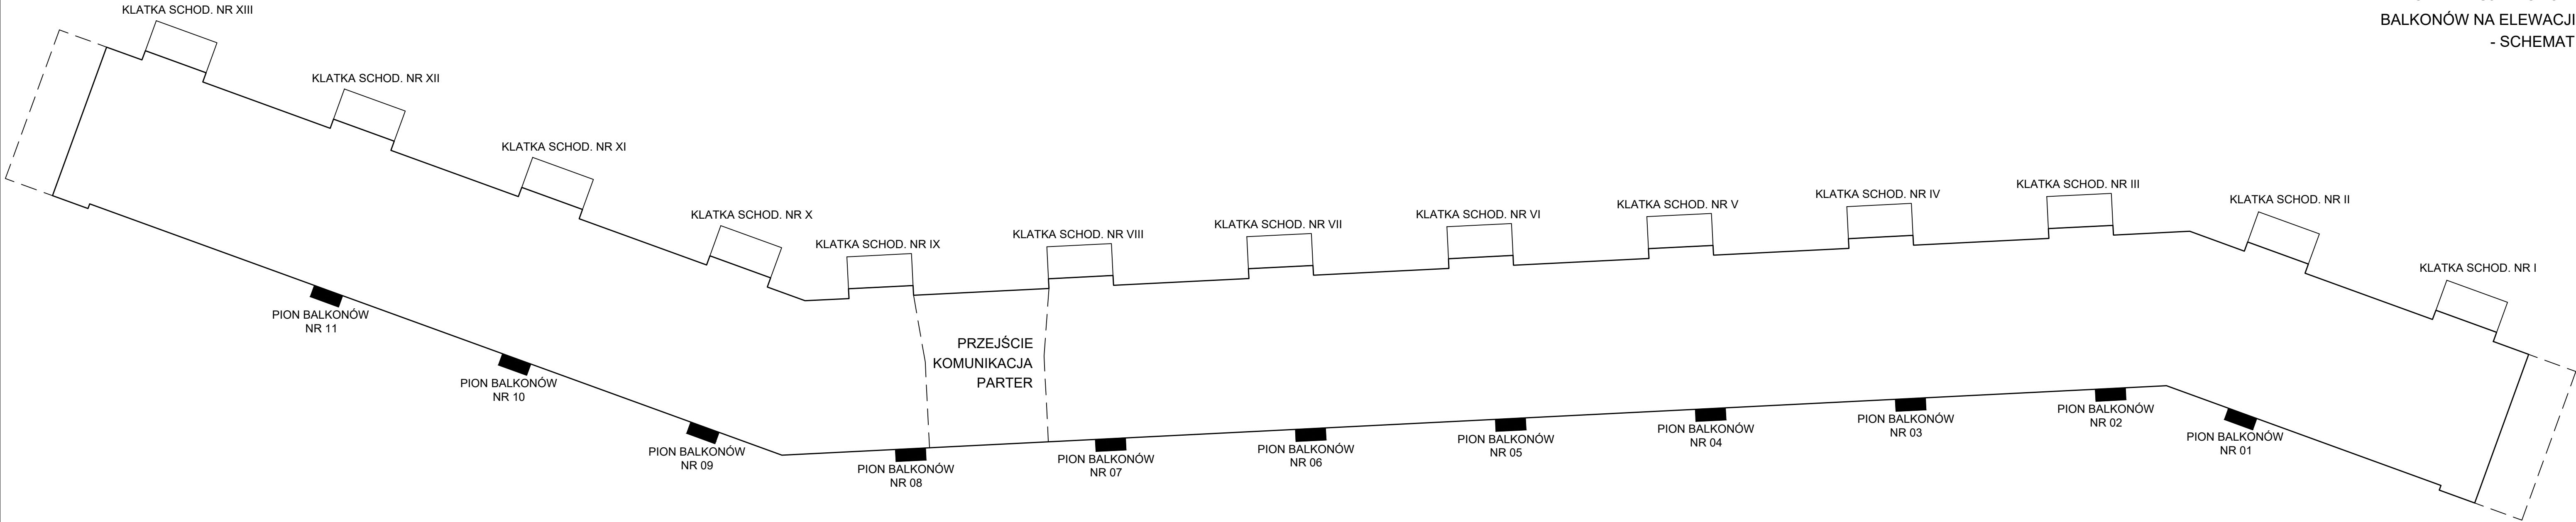 BALKONÓW NA ELEWACJI
- SCHEMAT
KLATKA SCHOD. NR XIII
KLATKA SCHOD. NR XII
KLATKA SCHOD. NR XI
KLATKA SCHOD. NR X
KLATKA SCHOD. NR IX
KLATKA SCHOD. NR VIII
KLATKA SCHOD. NR VII
KLATKA SCHOD. NR VI
KLATKA SCHOD. NR V
KLATKA SCHOD. NR IV
KLATKA SCHOD. NR III
KLATKA SCHOD. NR II
KLATKA SCHOD. NR I
PRZEJŚCIE
KOMUNIKACJA
PARTER
PION BALKONÓW
NR 11
PION BALKONÓW
NR 10
PION BALKONÓW
NR 09
PION BALKONÓW
NR 08
PION BALKONÓW
NR 07
PION BALKONÓW
NR 06
PION BALKONÓW
NR 05
PION BALKONÓW
NR 04
PION BALKONÓW
NR 03
PION BALKONÓW
NR 02
PION BALKONÓW
NR 01